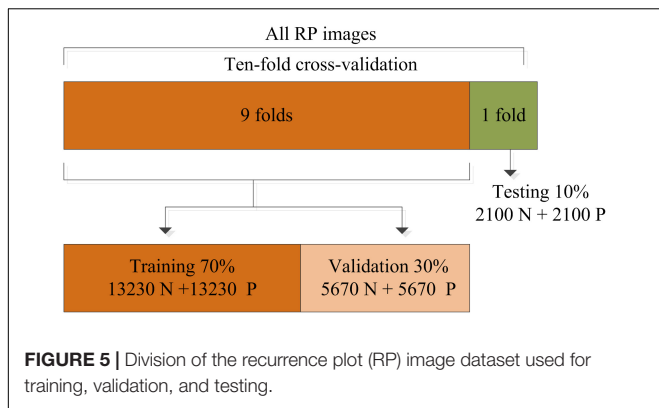 All RP images
Ten-fold cross-validation
9 folds
1 fold
Testing 10%
2100 N + 2100 P
Training 70%
13230 N +13230 P
Validation 30%
5670 N + 5670 P
FIGURE 5 | Division of the recurrence plot (RP) image dataset used for
training, validation, and testing.